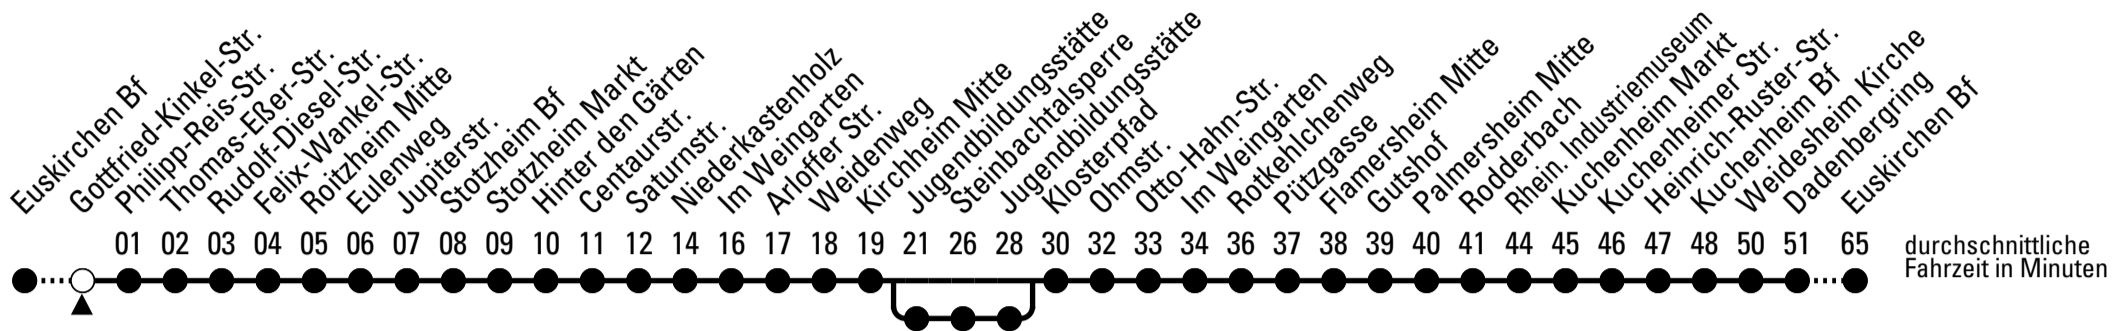 Euskirchen Bf
Gottfried-Kinkel-Str.
Philipp-Reis-Str.
Thomas-Eßer-Str.
Rudolf-Diesel-Str.
Felix-Wankel-Str.
Roitzheim Mitte
Eulenweg
Jupiterstr.
Stotzheim Bf
Stotzheim Markt
Hinter den Gärten
Centaurstr.
Saturnstr.
Niederkastenholz
Im Weingarten
Arloffer Str.
Weidenweg
Kirchheim Mitte
Jugendbildungsstätte
Steinbachtalsperre
Jugendbildungsstätte
Klosterpfad
Ohmstr.
Otto-Hahn-Str.
Im Weingarten
Rotkehlchenweg
Pützgasse
Flamersheim Mitte
Gutshof
Palmersheim Mitte
Rodderbach
Rhein. Industriemuseum
Kuchenheim Markt
Kuchenheimer Str.
Heinrich-Ruster-Str.
Kuchenheim Bf
Weidesheim Kirche
Dadenbergring
Euskirchen Bf
01 02 03 04 05 06 07 08 09 10 11 12 14 16 17 18 19 21 26 28 30 32 33 34 36 37 38 39 40 41 44 45 46 47 48 50 51 65
durchschnittliche
Fahrzeit in Minuten